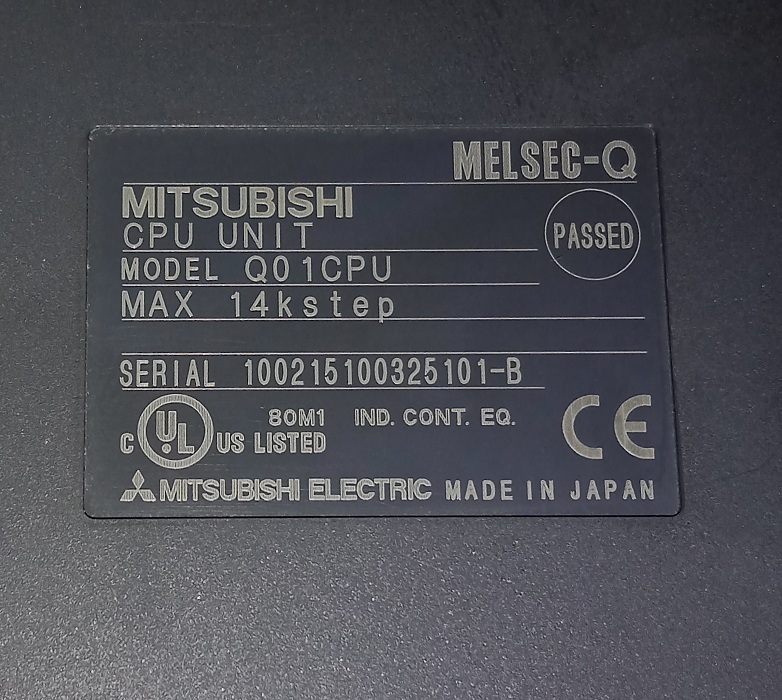 MELSEC-Q
MITSUBISHI
CPU UNIT
PASSED
MODEL Q01CPU
MAX 14kstep
SERIAL 100215100325101-B
C UL US LISTED 80M1 IND. CONT. EQ.
CE
MITSUBISHI ELECTRIC MADE IN JAPAN